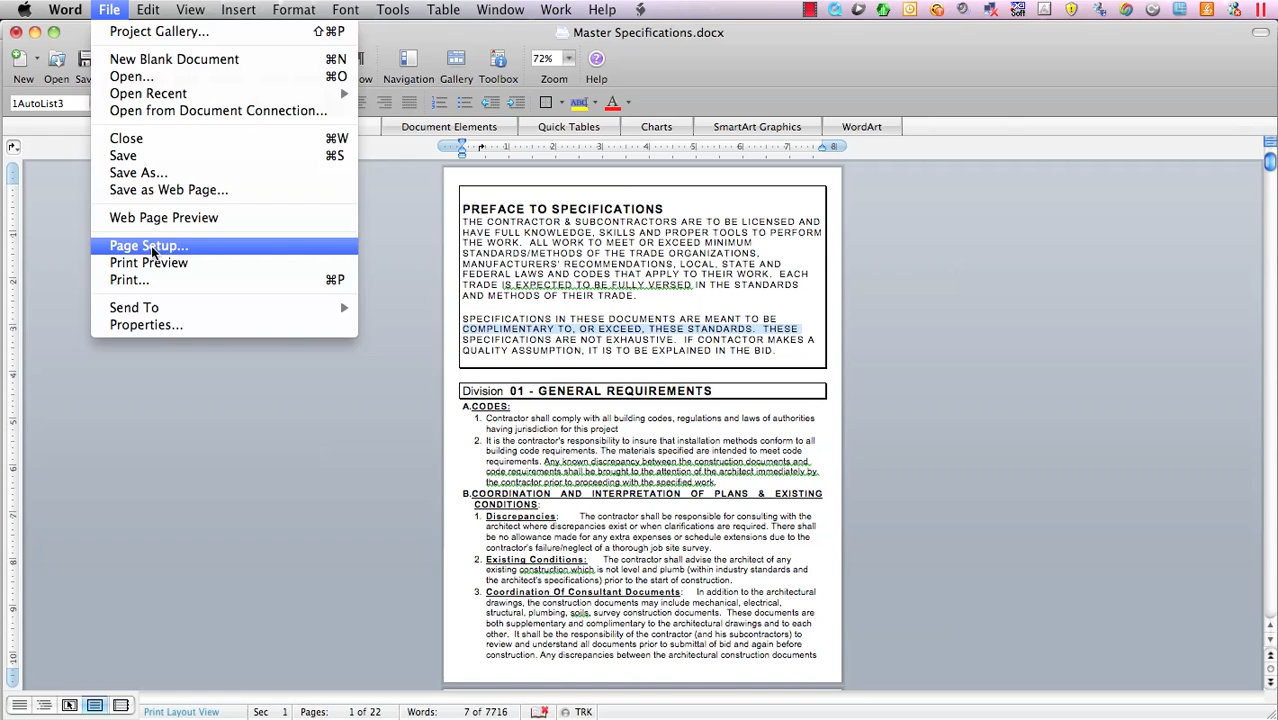 Word File Edit View Insert Format Font Tools Table Window Work Help
Master Specifications.docx
Project Gallery... ⇧⌘P
New Blank Document ⌘N
Open... ⌘O
Open Recent
Open from Document Connection...
Close ⌘W
Save ⌘S
Save As...
Save as Web Page...
Web Page Preview
Page Setup...
Print Preview
Print... ⌘P
Send To
Properties...
New Open Save
Navigation Gallery Toolbox Zoom Help
72%
1AutoList3
Document Elements Quick Tables Charts SmartArt Graphics WordArt
1 2 3 4 5 6 7 8
PREFACE TO SPECIFICATIONS
THE CONTRACTOR & SUBCONTRACTORS ARE TO BE LICENSED AND
HAVE FULL KNOWLEDGE, SKILLS AND PROPER TOOLS TO PERFORM
THE WORK. ALL WORK TO MEET OR EXCEED MINIMUM
STANDARDS/METHODS OF THE TRADE ORGANIZATIONS,
MANUFACTURERS' RECOMMENDATIONS, LOCAL, STATE AND
FEDERAL LAWS AND CODES THAT APPLY TO THEIR WORK. EACH
TRADE IS EXPECTED TO BE FULLY VERSED IN THE STANDARDS
AND METHODS OF THEIR TRADE.
SPECIFICATIONS IN THESE DOCUMENTS ARE MEANT TO BE
COMPLIMENTARY TO, OR EXCEED, THESE STANDARDS. THESE
SPECIFICATIONS ARE NOT EXHAUSTIVE. IF CONTACTOR MAKES A
QUALITY ASSUMPTION, IT IS TO BE EXPLAINED IN THE BID.
Division 01 - GENERAL REQUIREMENTS
A.CODES:
1. Contractor shall comply with all building codes, regulations and laws of authorities
having jurisdiction for this project
2. It is the contractor's responsibility to insure that installation methods conform to all
building code requirements. The materials specified are intended to meet code
requirements. Any known discrepancy between the construction documents and
code requirements shall be brought to the attention of the architect immediately by
the contractor prior to proceeding with the specified work.
B.COORDINATION AND INTERPRETATION OF PLANS & EXISTING
CONDITIONS:
1. Discrepancies: The contractor shall be responsible for consulting with the
architect where discrepancies exist or when clarifications are required. There shall
be no allowance made for any extra expenses or schedule extensions due to the
contractor's failure/neglect of a thorough job site survey.
2. Existing Conditions: The contractor shall advise the architect of any
existing construction which is not level and plumb (within industry standards and
the architect's specifications) prior to the start of construction.
3. Coordination Of Consultant Documents: In addition to the architectural
drawings, the construction documents may include mechanical, electrical,
structural, plumbing, soils, survey construction documents. These documents are
both supplementary and complimentary to the architectural drawings and to each
other. It shall be the responsibility of the contractor (and his subcontractors) to
review and understand all documents prior to submittal of bid and again before
construction. Any discrepancies between the architectural construction documents
Print Layout View Sec 1 Pages: 1 of 22 Words: 7 of 7716 TRK